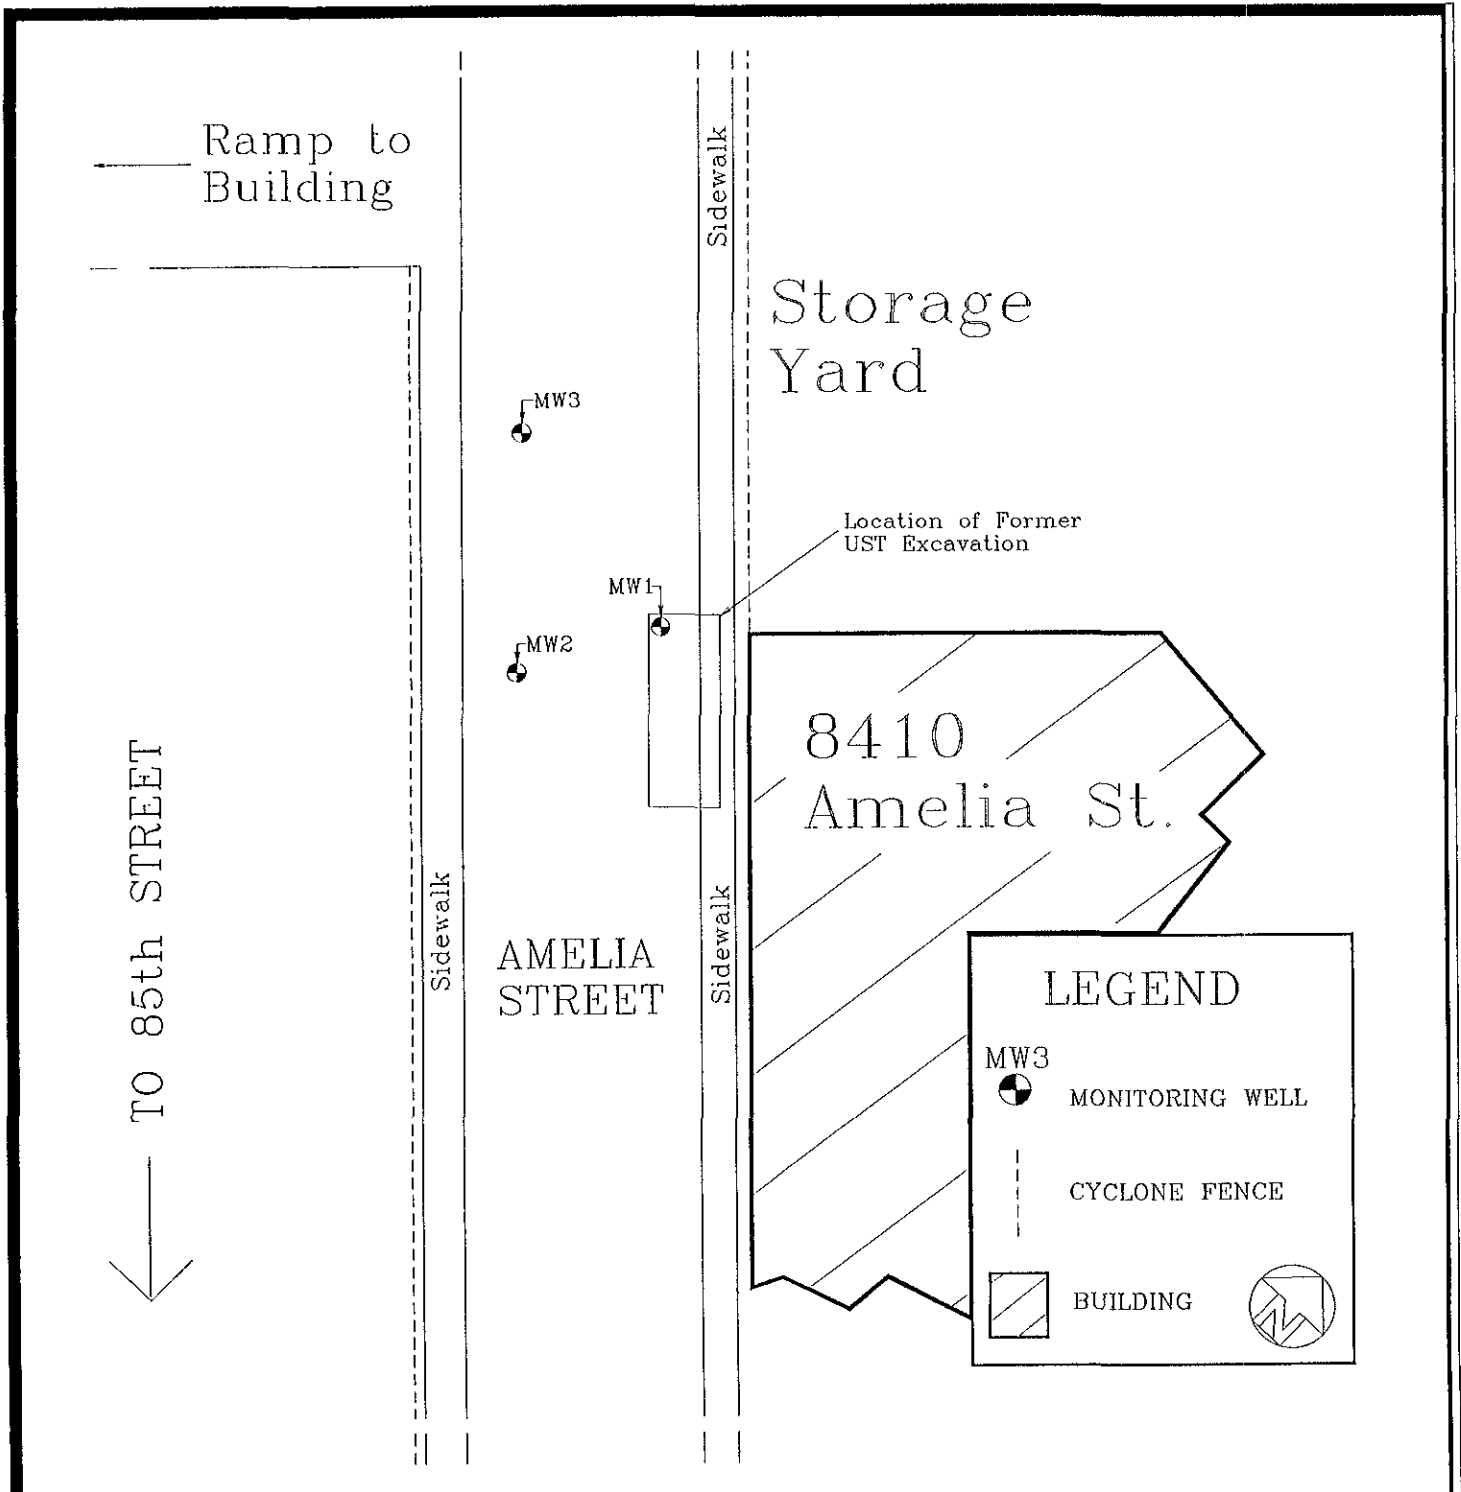 Ramp to
Building
Sidewalk
Storage
Yard
MW3
Location of Former
UST Excavation
MW1
MW2
8410
Amelia St.
TO 85th STREET
Sidewalk
AMELIA
STREET
Sidewalk
LEGEND
MW3
MONITORING WELL
CYCLONE FENCE
BUILDING
N